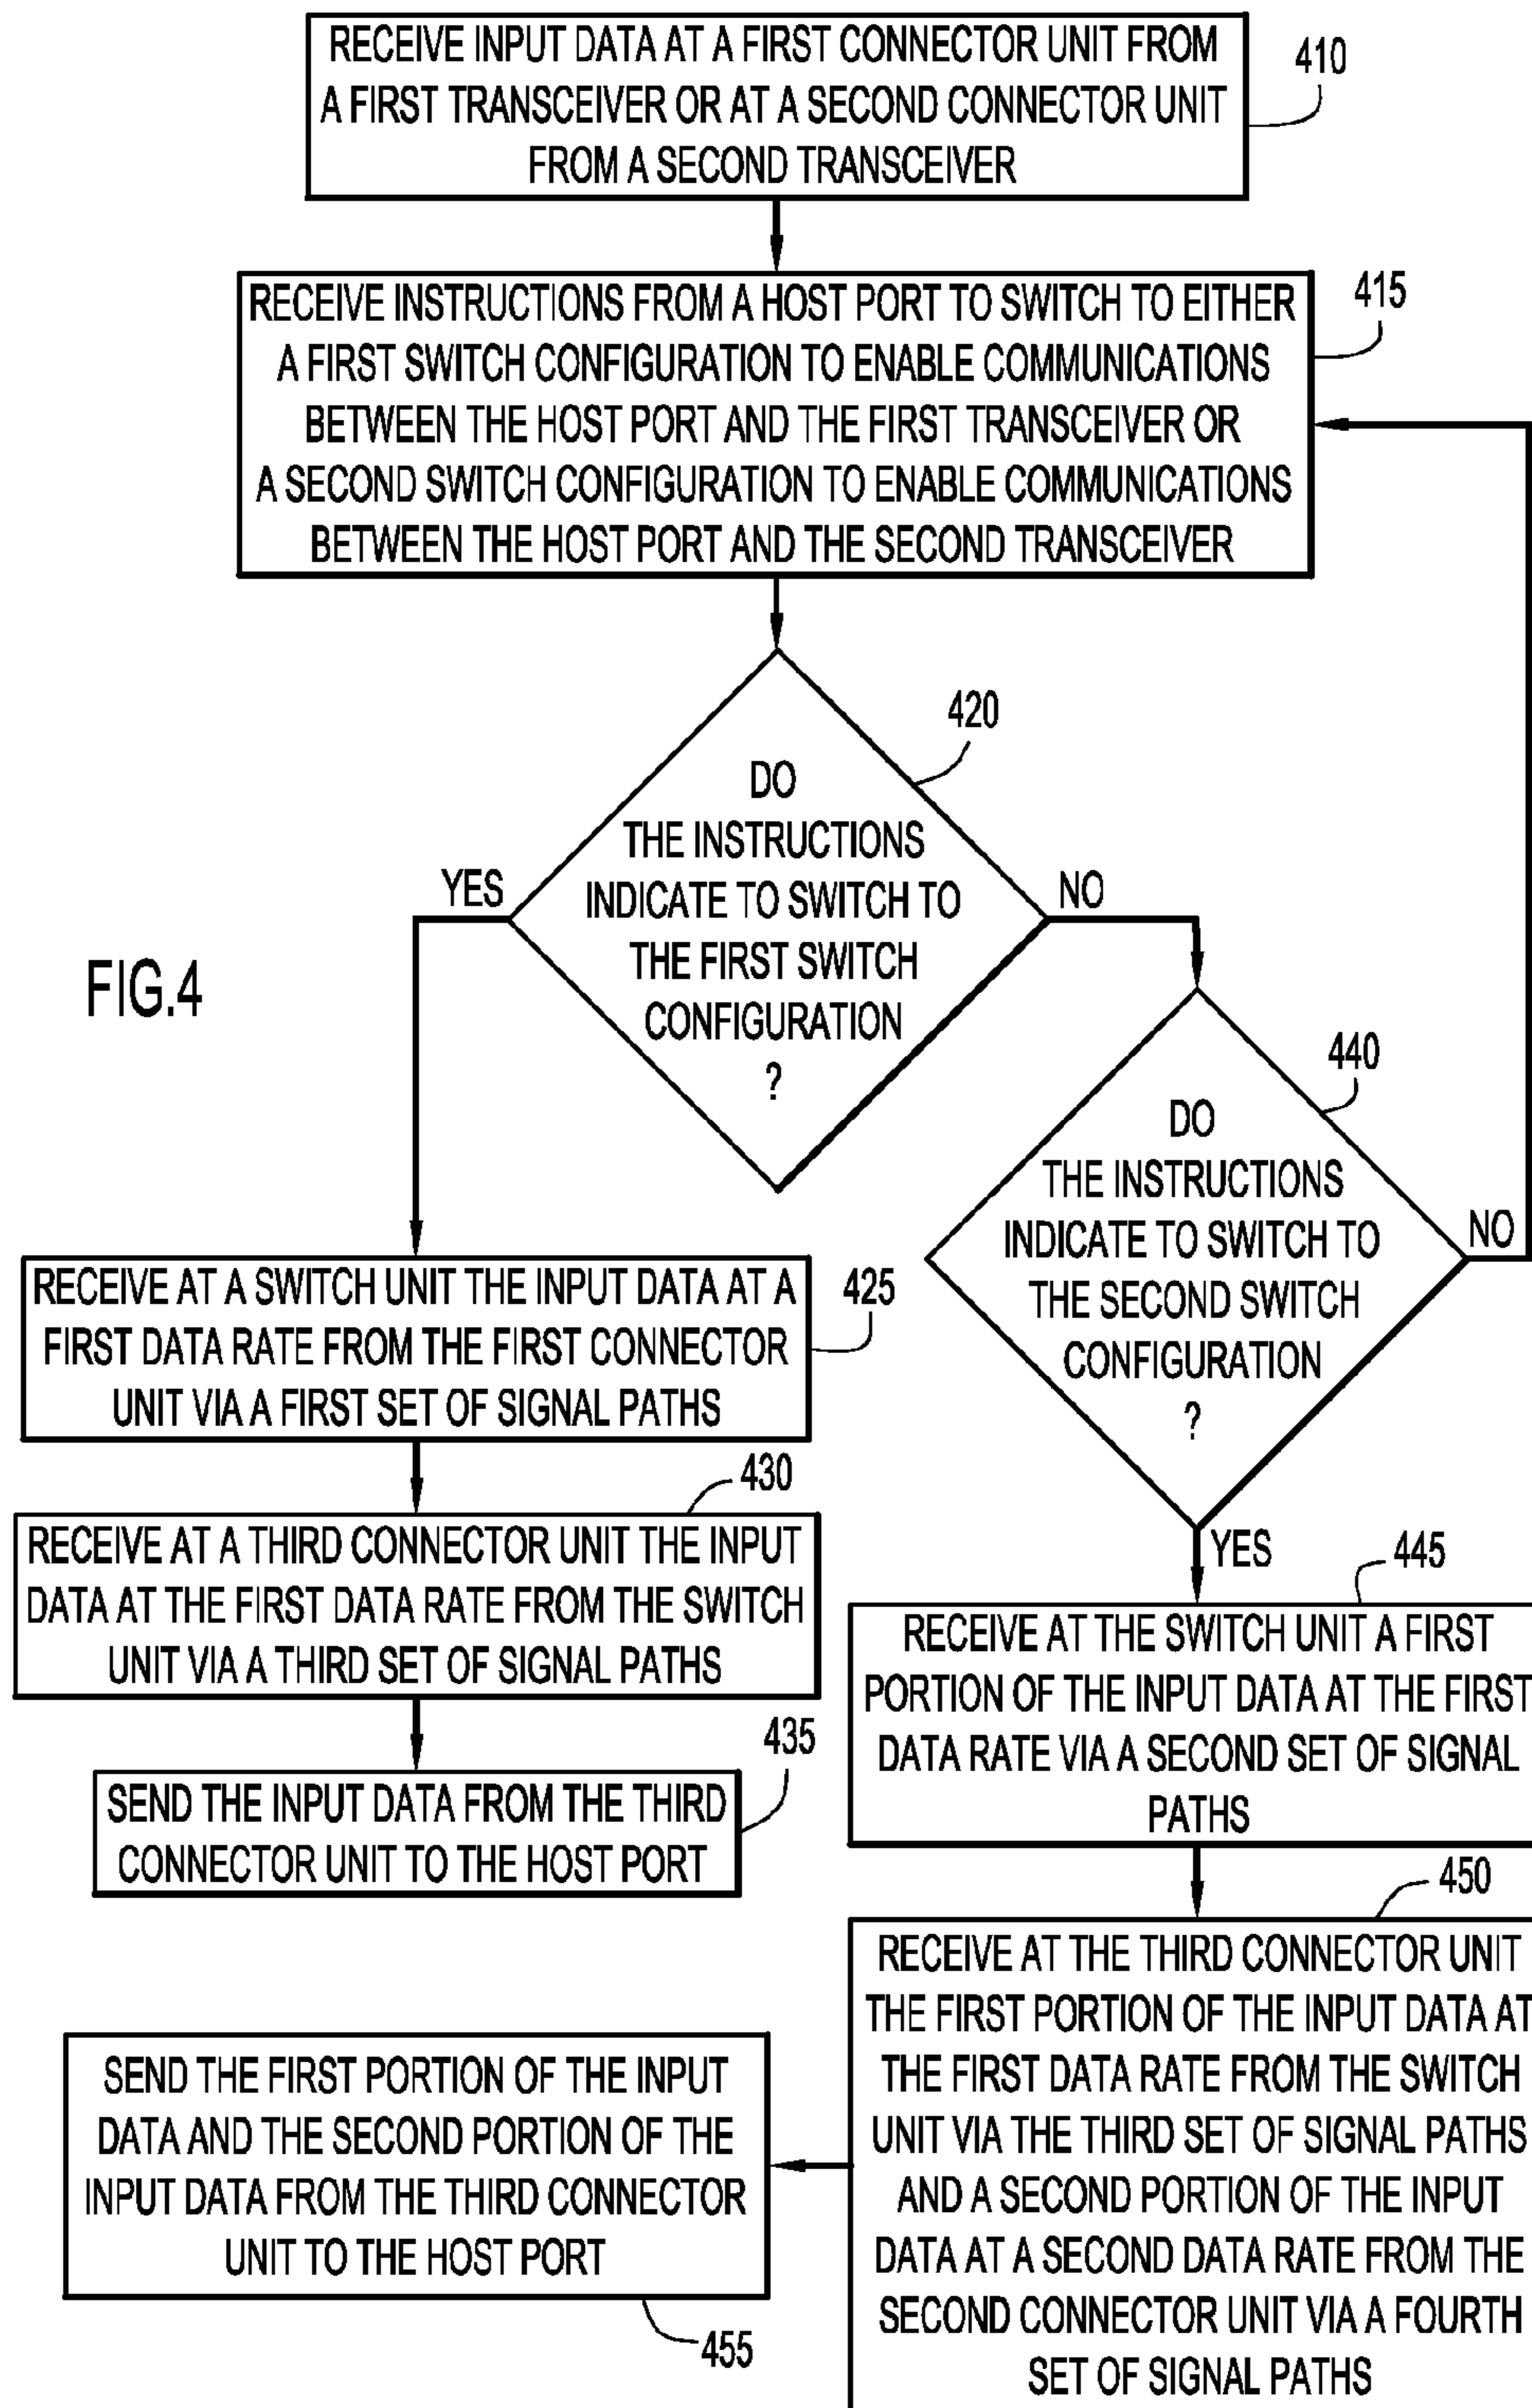 RECEIVE INPUT DATA AT A FIRST CONNECTOR UNIT FROM
A FIRST TRANSCEIVER OR AT A SECOND CONNECTOR UNIT
FROM A SECOND TRANSCEIVER
410
RECEIVE INSTRUCTIONS FROM A HOST PORT TO SWITCH TO EITHER
A FIRST SWITCH CONFIGURATION TO ENABLE COMMUNICATIONS
BETWEEN THE HOST PORT AND THE FIRST TRANSCEIVER OR
A SECOND SWITCH CONFIGURATION TO ENABLE COMMUNICATIONS
BETWEEN THE HOST PORT AND THE SECOND TRANSCEIVER
415
420
DO
THE INSTRUCTIONS
INDICATE TO SWITCH TO
THE FIRST SWITCH
CONFIGURATION
?
YES
NO
FIG.4
440
DO
THE INSTRUCTIONS
INDICATE TO SWITCH TO
THE SECOND SWITCH
CONFIGURATION
?
NO
YES
RECEIVE AT A SWITCH UNIT THE INPUT DATA AT A
FIRST DATA RATE FROM THE FIRST CONNECTOR
UNIT VIA A FIRST SET OF SIGNAL PATHS
425
430
RECEIVE AT A THIRD CONNECTOR UNIT THE INPUT
DATA AT THE FIRST DATA RATE FROM THE SWITCH
UNIT VIA A THIRD SET OF SIGNAL PATHS
435
SEND THE INPUT DATA FROM THE THIRD
CONNECTOR UNIT TO THE HOST PORT
445
RECEIVE AT THE SWITCH UNIT A FIRST
PORTION OF THE INPUT DATA AT THE FIRST
DATA RATE VIA A SECOND SET OF SIGNAL
PATHS
450
RECEIVE AT THE THIRD CONNECTOR UNIT
THE FIRST PORTION OF THE INPUT DATA AT
THE FIRST DATA RATE FROM THE SWITCH
UNIT VIA THE THIRD SET OF SIGNAL PATHS
AND A SECOND PORTION OF THE INPUT
DATA AT A SECOND DATA RATE FROM THE
SECOND CONNECTOR UNIT VIA A FOURTH
SET OF SIGNAL PATHS
SEND THE FIRST PORTION OF THE INPUT
DATA AND THE SECOND PORTION OF THE
INPUT DATA FROM THE THIRD CONNECTOR
UNIT TO THE HOST PORT
455